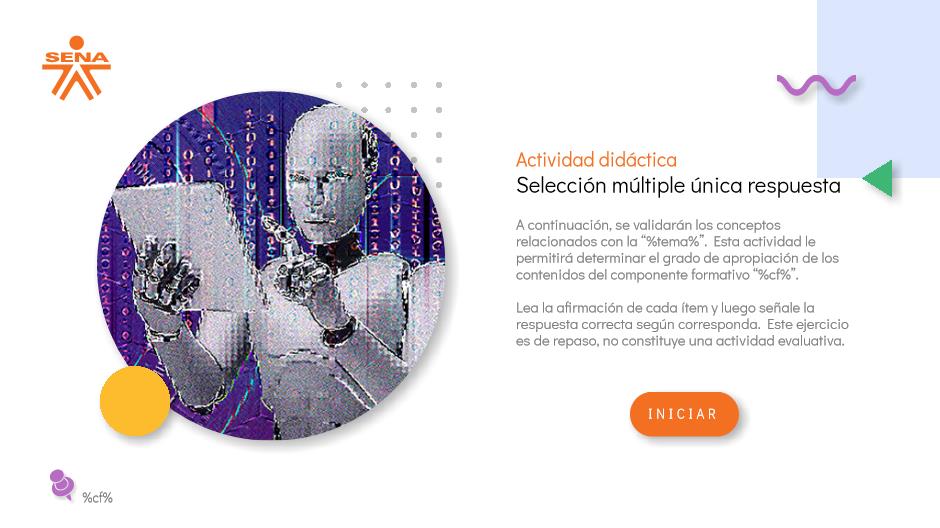 SENA
Actividad didáctica
Selección múltiple única respuesta
A continuación, se validarán los conceptos
relacionados con la “%tema%”. Esta actividad le
permitirá determinar el grado de apropiación de los
contenidos del componente formativo “%cf%”.
Lea la afirmación de cada ítem y luego señale la
respuesta correcta según corresponda. Este ejercicio
es de repaso, no constituye una actividad evaluativa.
INICIAR
%cf%